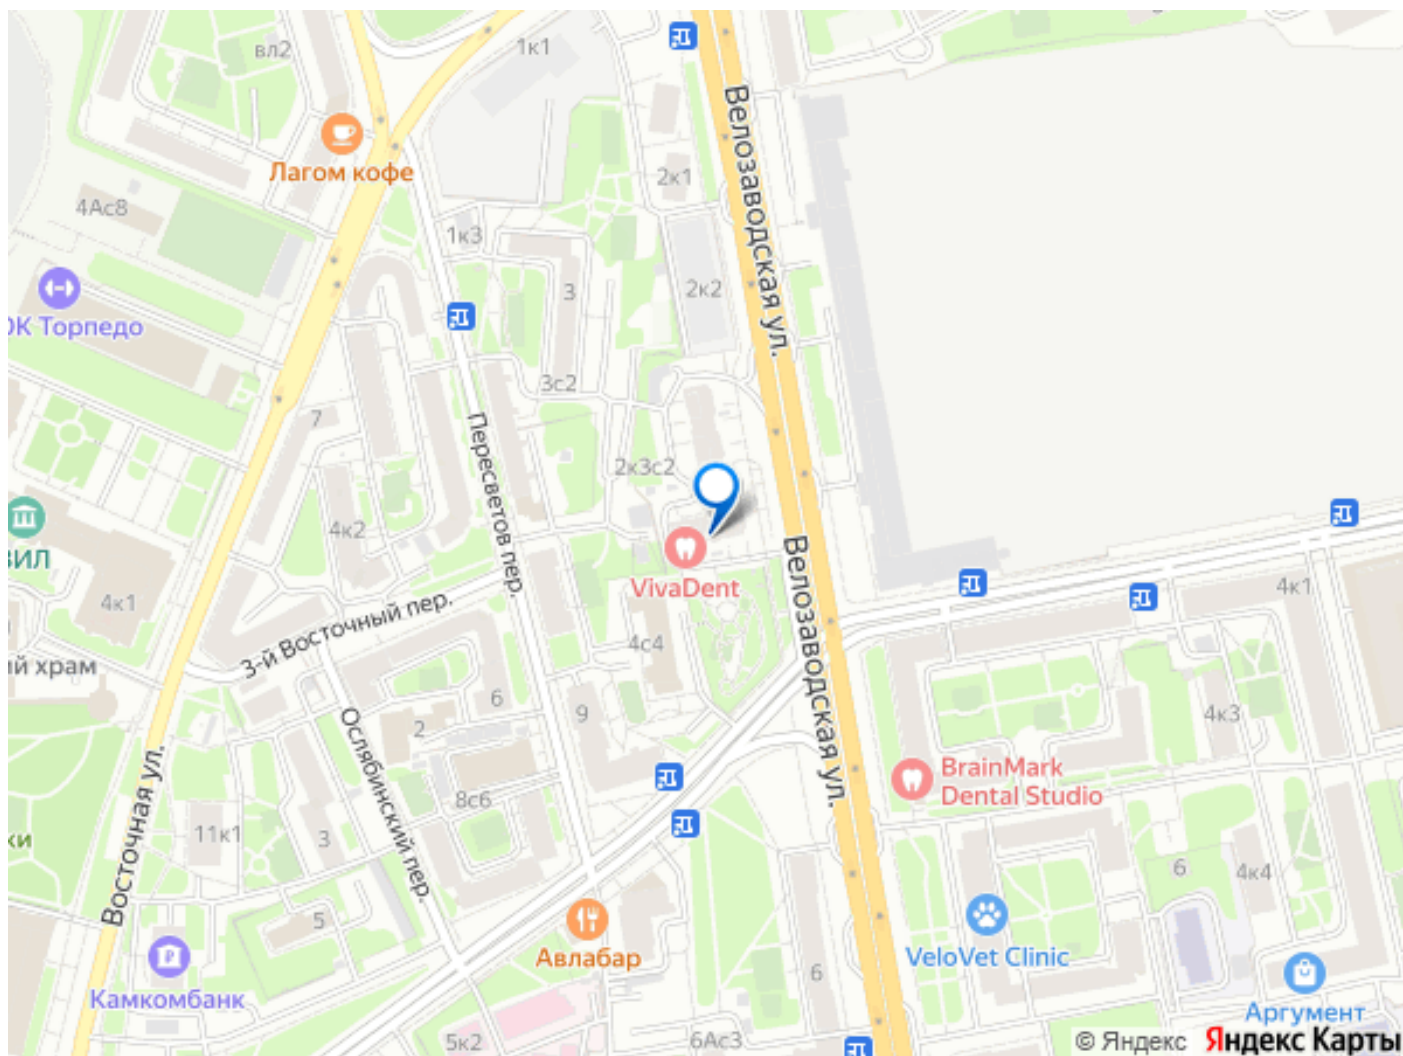 вл2
1к1
Лагом кофе
4Ас8
2к1
Велозаводская ул.
1к3
3
2к2
ОК Торпедо
3с2
7
Пересветов пер.
2к3с2
4к2
ЗИЛ
VivaDent
Велозаводская ул.
4к1
4к1
3-й Восточный пер.
4с4
ий храм
6
9
2
4к3
Ослябинский пер.
Восточная ул.
BrainMark
Dental Studio
8с6
11к1
3
ки
6
4к4
5
Авлабар
VeloVet Clinic
6
Камкомбанк
Аргумент
5к2
6Ас3
© Яндекс Яндекс Карты